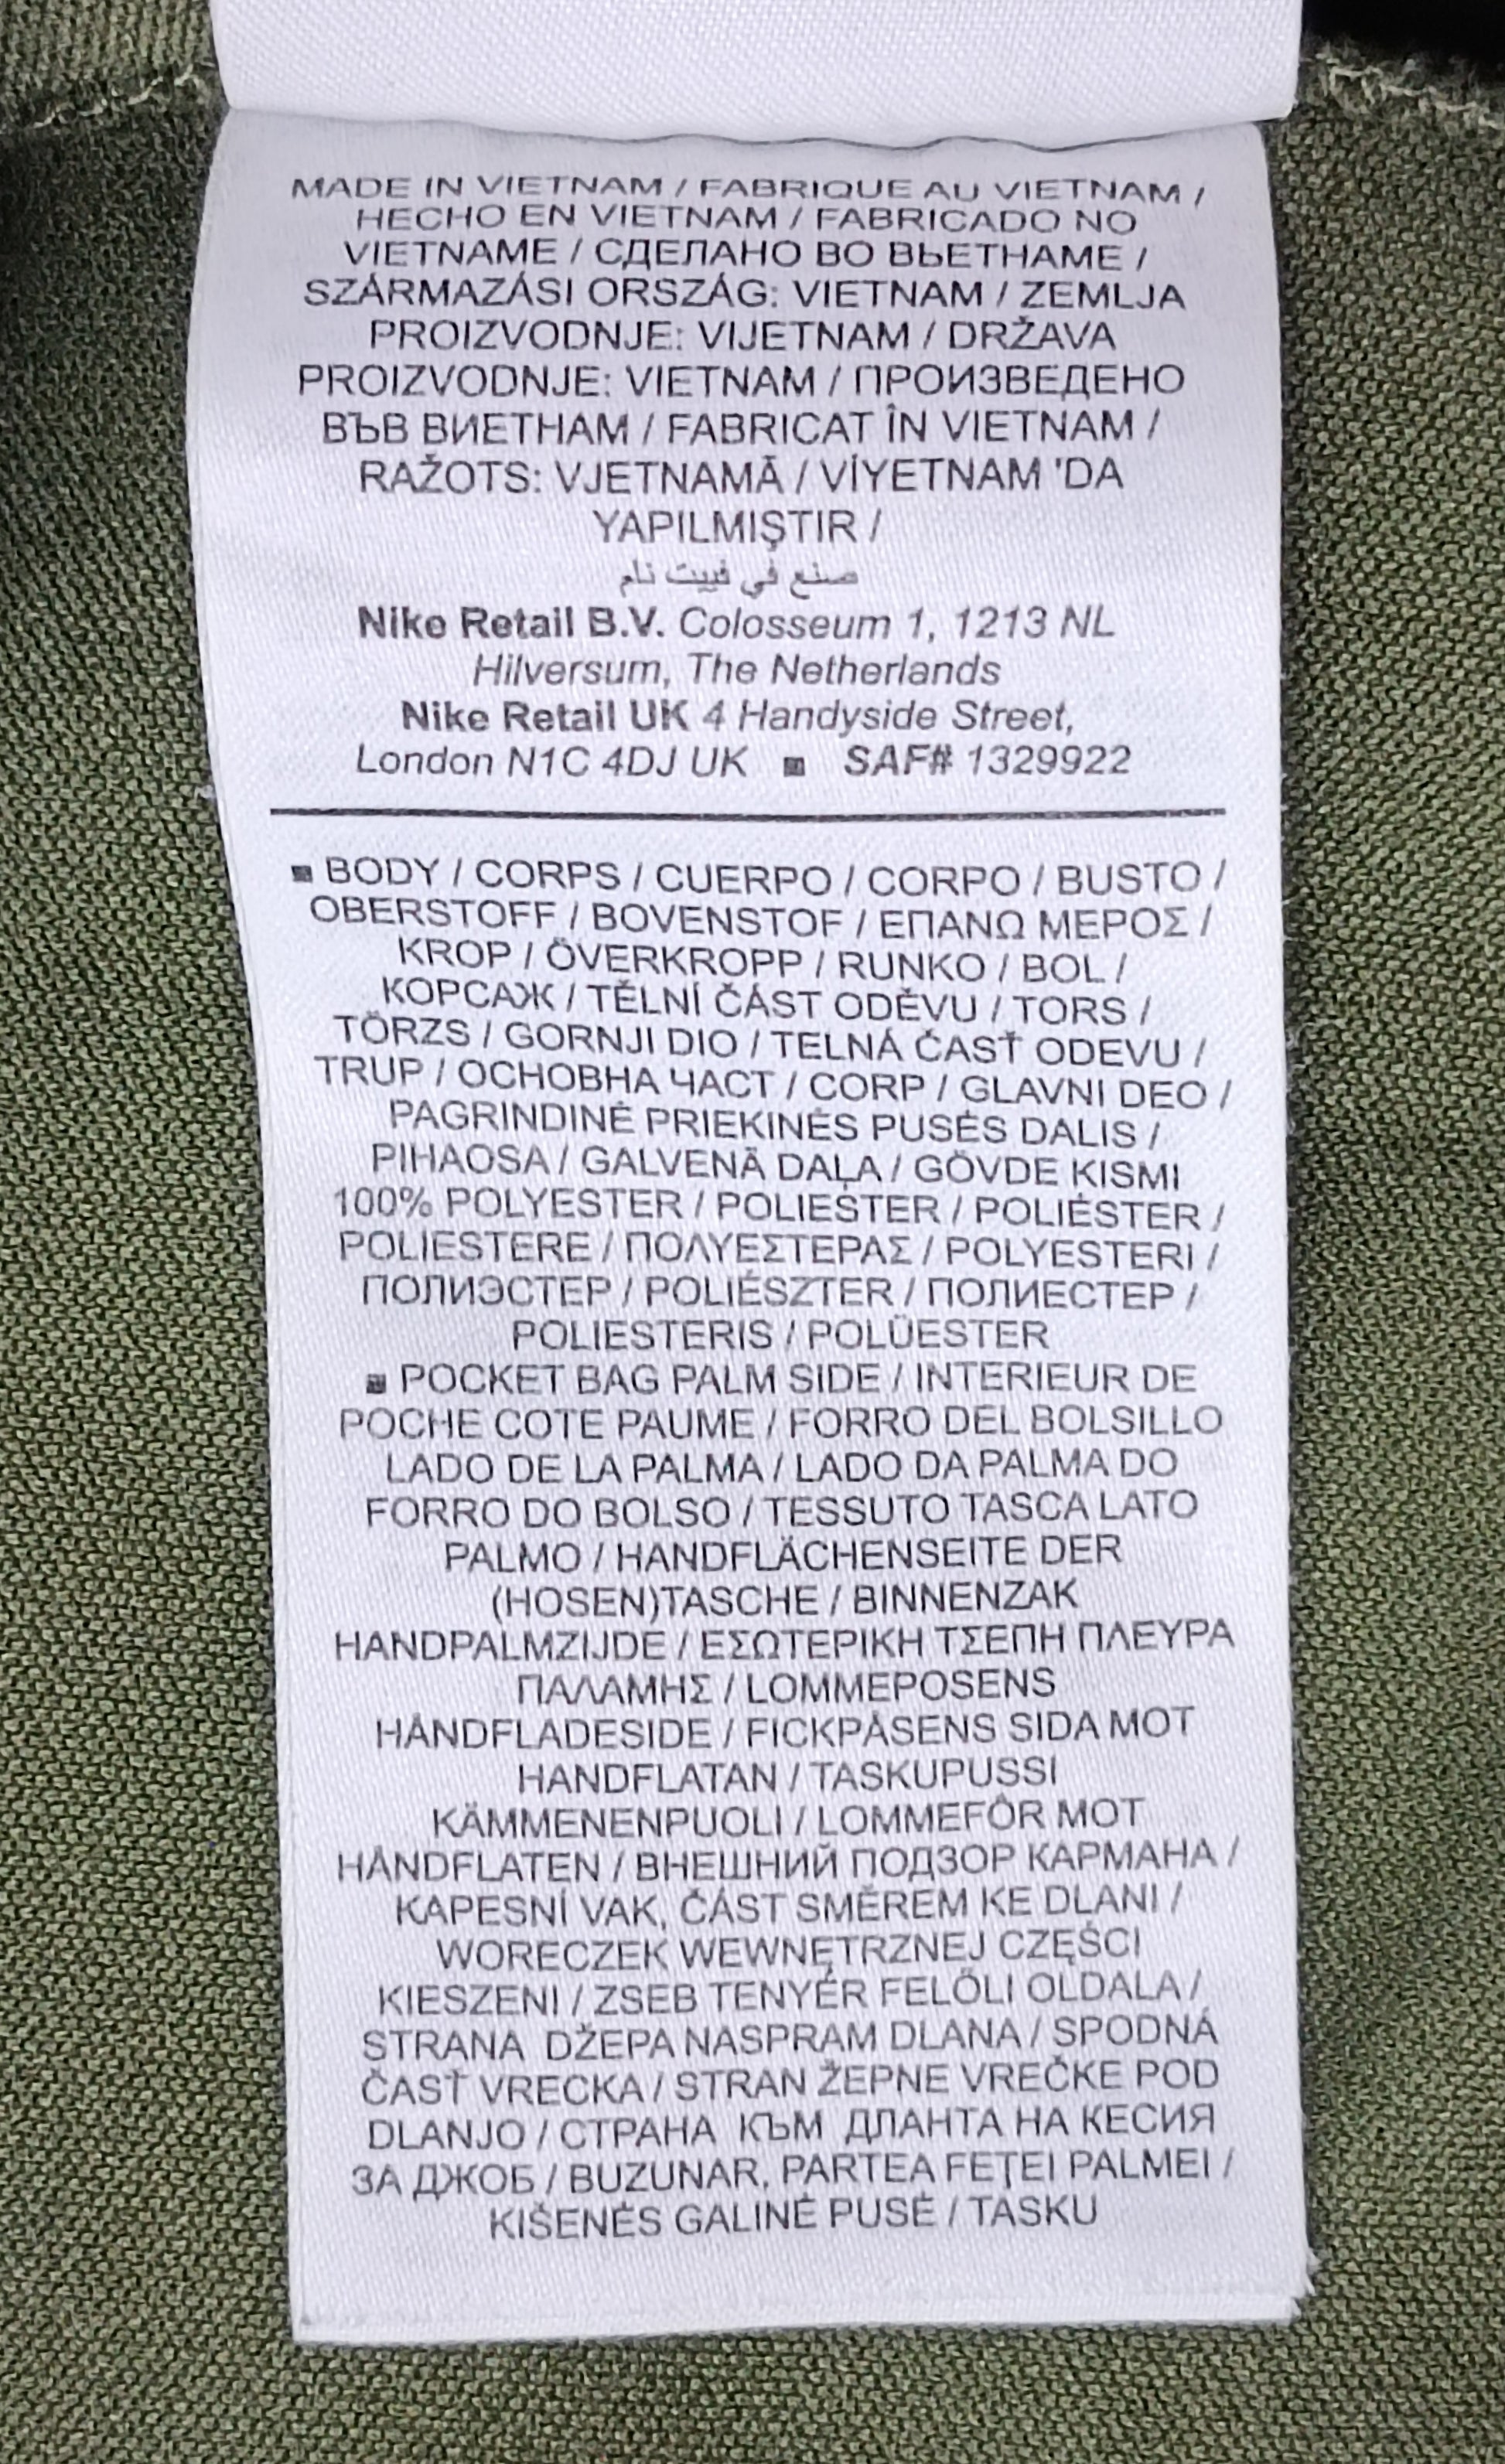 MADE IN VIETNAM / FABRIQUE AU VIETNAM /
HECHO EN VIETNAM / FABRICADO NO
VIETNAME / СДЕЛАНО ВО ВЬЕТНАМЕ /
SZÁRMAZÁSI ORSZÁG: VIETNAM / ZEMLJA
PROIZVODNJE: VIJETNAM / DRŽAVA
PROIZVODNJE: VIETNAM / ПРОИЗВЕДЕНО
ВЪВ ВИЕТНАМ / FABRICAT ÎN VIETNAM /
RAŽOTS: VJETNAMĀ / VİYETNAM 'DA
YAPILMIŞTIR /
صنع في فييت نام
Nike Retail B.V. Colosseum 1, 1213 NL
Hilversum, The Netherlands
Nike Retail UK 4 Handyside Street,
London N1C 4DJ UK ■ SAF# 1329922
■ BODY / CORPS / CUERPO / CORPO / BUSTO /
OBERSTOFF / BOVENSTOF / ΕΠΑΝΩ ΜΕΡΟΣ /
KROP / ÖVERKROPP / RUNKO / BOL /
КОРСАЖ / TĚLNÍ ČÁST ODĚVU / TORS /
TÖRZS / GORNJI DIO / TELNÁ ČASŤ ODEVU /
TRUP / ОСНОВНА ЧАСТ / CORP / GLAVNI DEO /
PAGRINDINĖ PRIEKINĖS PUSĖS DALIS /
PIHAOSA / GALVENĀ DAĻA / GÖVDE KISMI
100% POLYESTER / POLIESTER / POLIÉSTER /
POLIESTERE / ΠΟΛΥΕΣΤΕΡΑΣ / POLYESTERI /
ПОЛИЭСТЕР / POLIÉSZTER / ПОЛИЕСТЕР /
POLIESTERIS / POLÜESTER
■ POCKET BAG PALM SIDE / INTERIEUR DE
POCHE COTE PAUME / FORRO DEL BOLSILLO
LADO DE LA PALMA / LADO DA PALMA DO
FORRO DO BOLSO / TESSUTO TASCA LATO
PALMO / HANDFLÄCHENSEITE DER
(HOSEN)TASCHE / BINNENZAK
HANDPALMZIJDE / ΕΣΩΤΕΡΙΚΗ ΤΣΕΠΗ ΠΛΕΥΡΑ
ΠΑΛΑΜΗΣ / LOMMEPOSENS
HÅNDFLADESIDE / FICKPÅSENS SIDA MOT
HANDFLATAN / TASKUPUSSI
KÄMMENENPUOLI / LOMMEFÔR MOT
HÅNDFLATEN / ВНЕШНИЙ ПОДЗОР КАРМАНА /
KAPESNÍ VAK, ČÁST SMĚREM KE DLANI /
WORECZEK WEWNĘTRZNEJ CZĘŚCI
KIESZENI / ZSEB TENYÉR FELŐLI OLDALA /
STRANA DŽEPA NASPRAM DLANA / SPODNÁ
ČASŤ VRECKA / STRAN ŽEPNE VREČKE POD
DLANJO / СТРАНА КЪМ ДЛАНТА НА КЕСИЯ
ЗА ДЖОБ / BUZUNAR, PARTEA FEȚEI PALMEI /
KIŠENĖS GALINĖ PUSĖ / TASKU